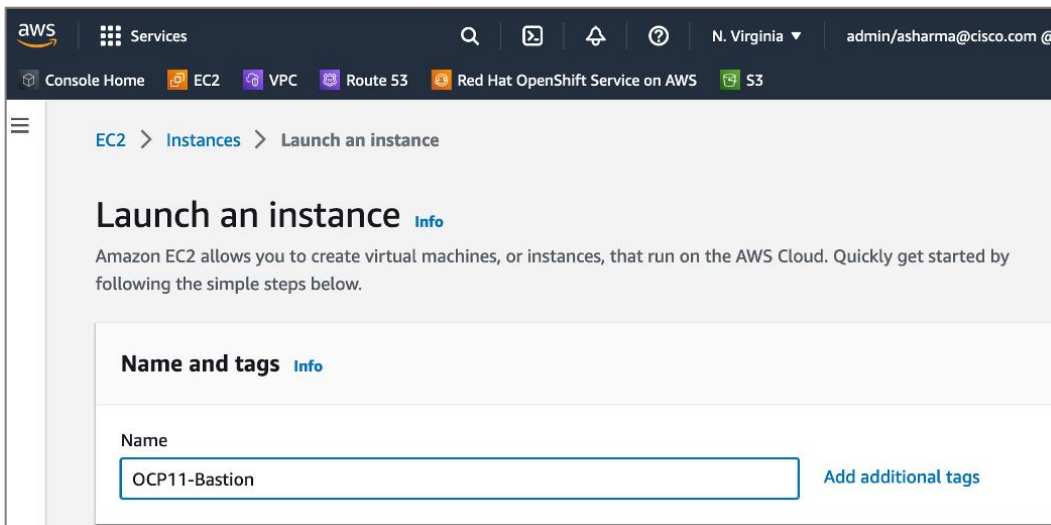 aws Services N. Virginia ▼ admin/asharma@cisco.com @
Console Home EC2 VPC Route 53 Red Hat OpenShift Service on AWS S3
EC2 > Instances > Launch an instance
Launch an instance Info
Amazon EC2 allows you to create virtual machines, or instances, that run on the AWS Cloud. Quickly get started by
following the simple steps below.
Name and tags Info
Name
OCP11-Bastion Add additional tags